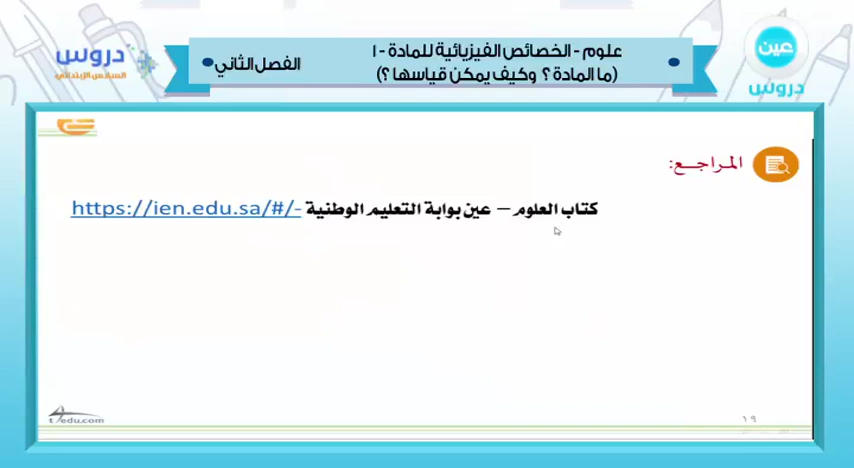 دروس
السادس الإبتدائي
علوم - الخصائص الفيزيائية للمادة - ١
(ما المادة ؟ وكيف يمكن قياسها ؟)
الفصل الثاني
عين
دروس
المراجع:
كتاب العلوم – عين بوابة التعليم الوطنية -https://ien.edu.sa/#/
t4edu.com
١٩